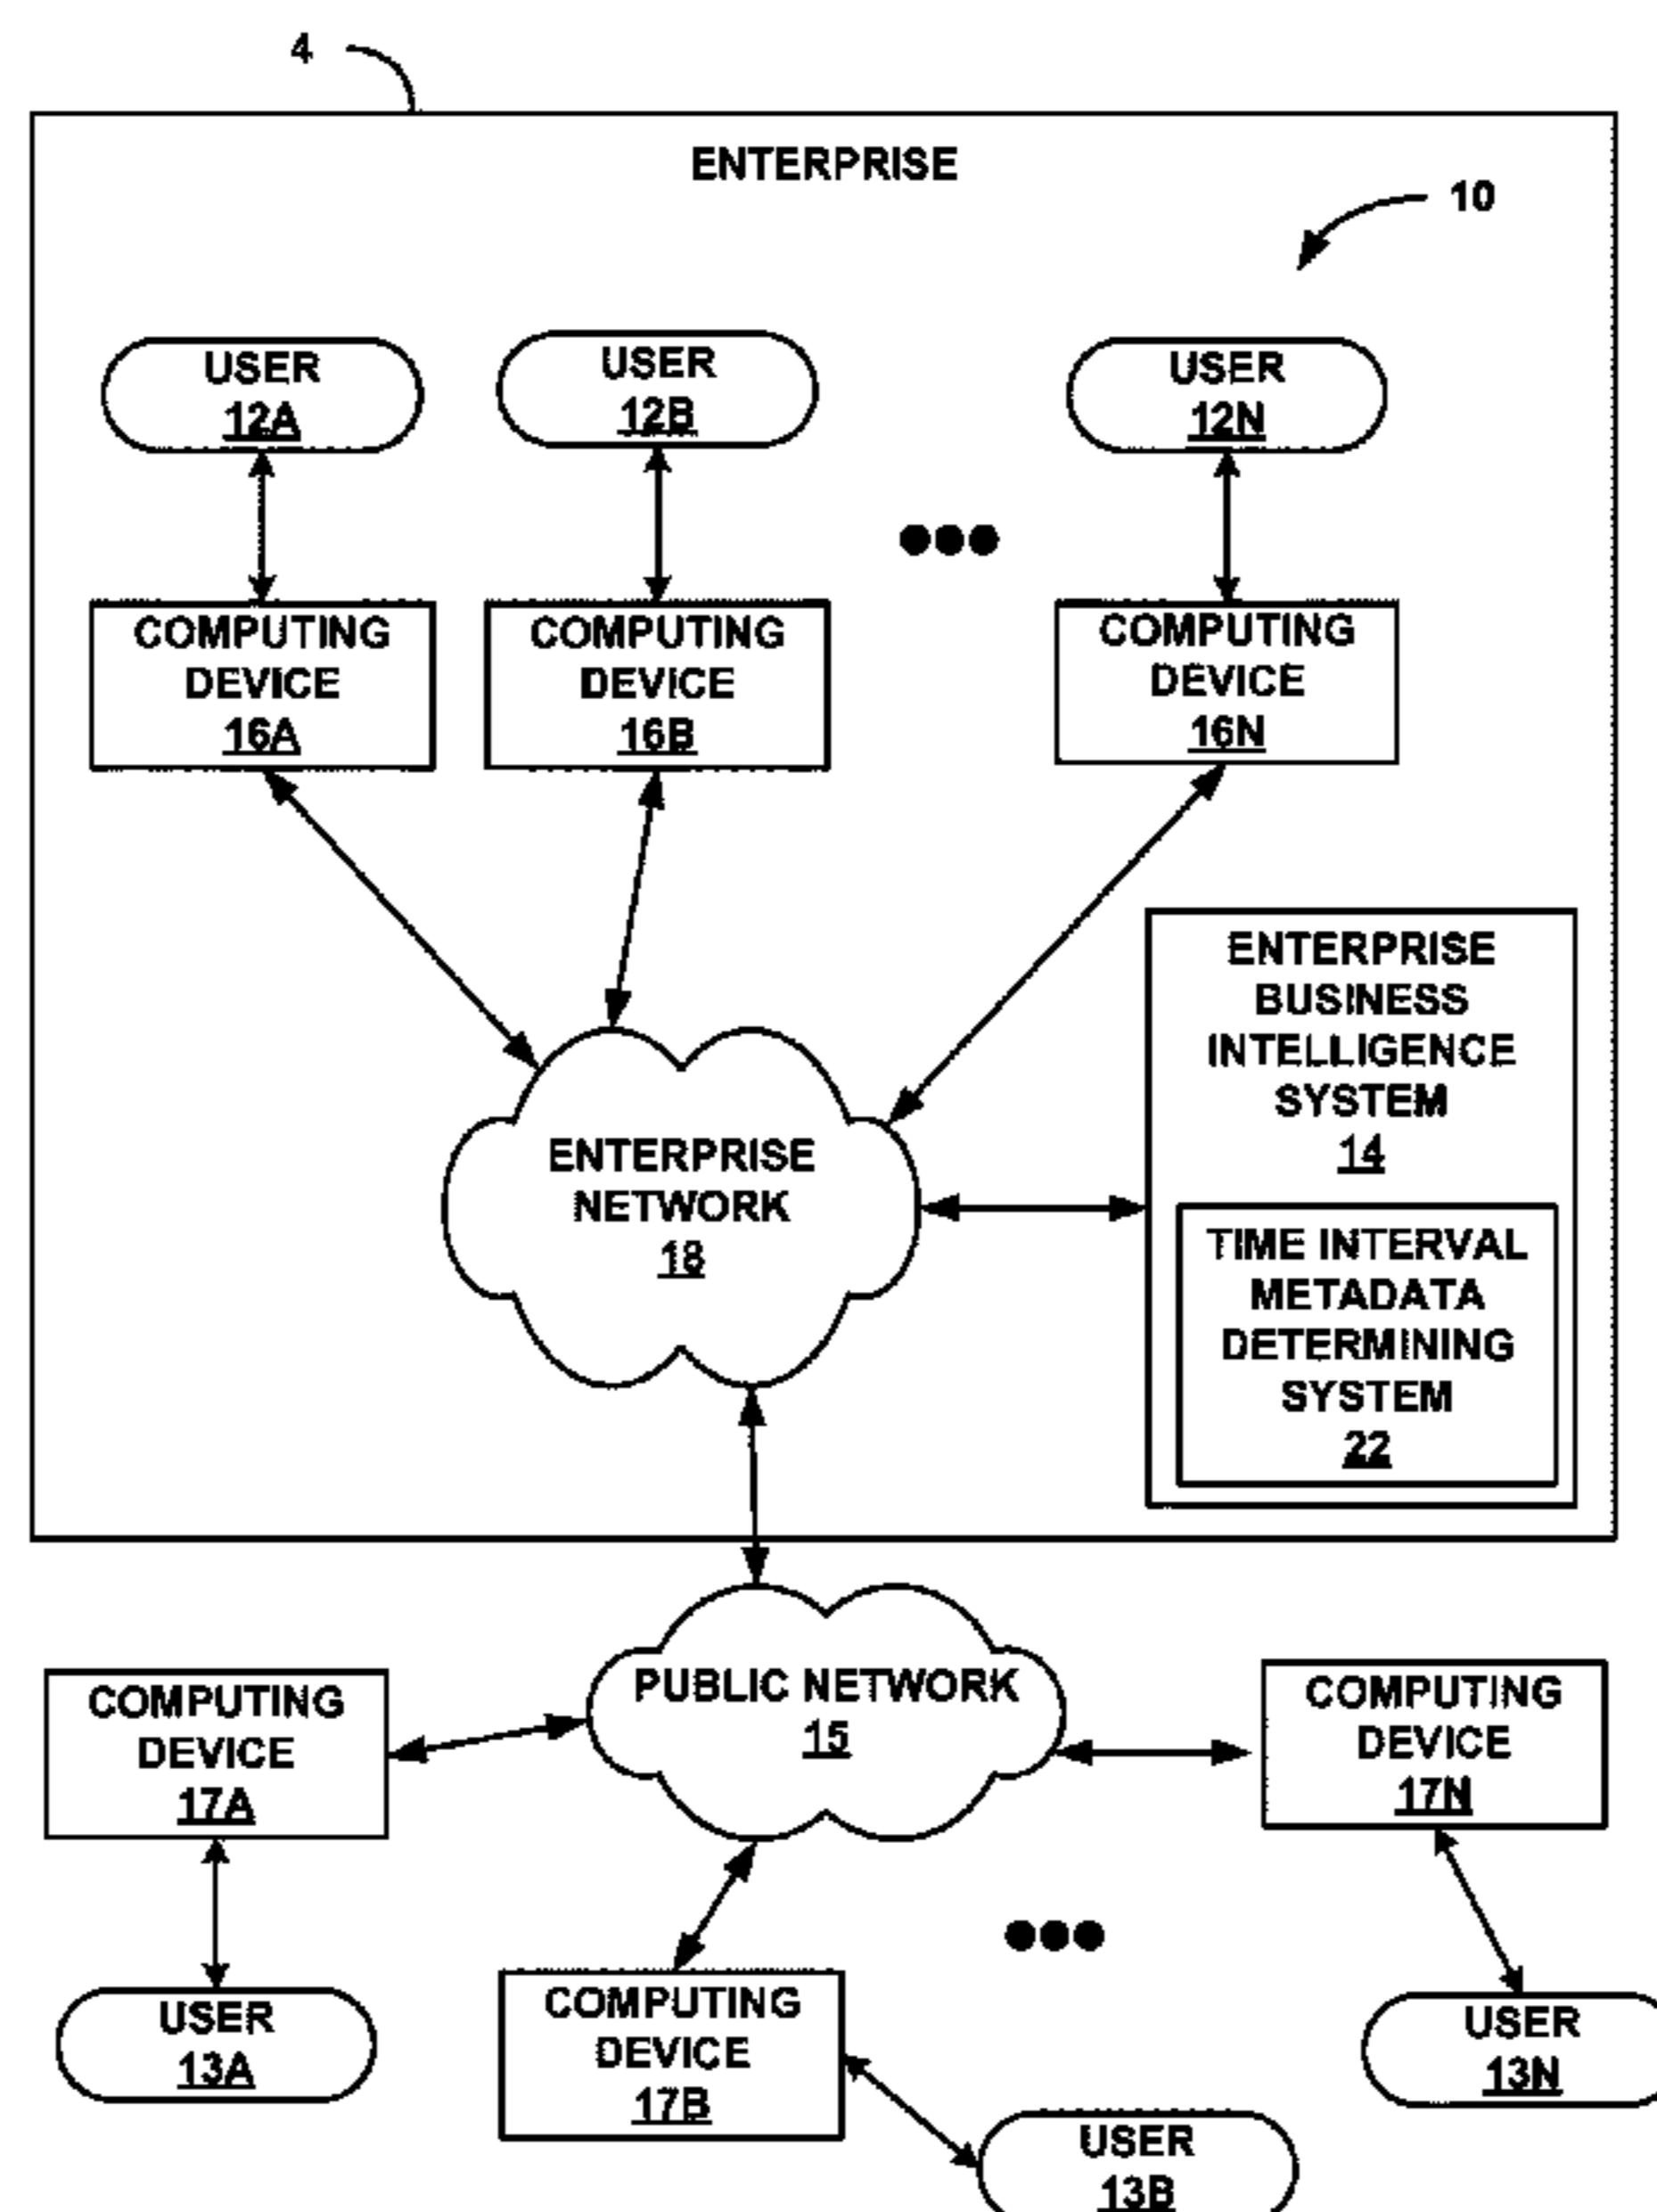 4
ENTERPRISE
10
USER
12A
USER
12B
USER
12N
COMPUTING
DEVICE
16A
COMPUTING
DEVICE
16B
COMPUTING
DEVICE
16N
ENTERPRISE
BUSINESS
INTELLIGENCE
SYSTEM
14
ENTERPRISE
NETWORK
18
TIME INTERVAL
METADATA
DETERMINING
SYSTEM
22
PUBLIC NETWORK
15
COMPUTING
DEVICE
17A
COMPUTING
DEVICE
17N
USER
13A
COMPUTING
DEVICE
17B
USER
13N
USER
13B